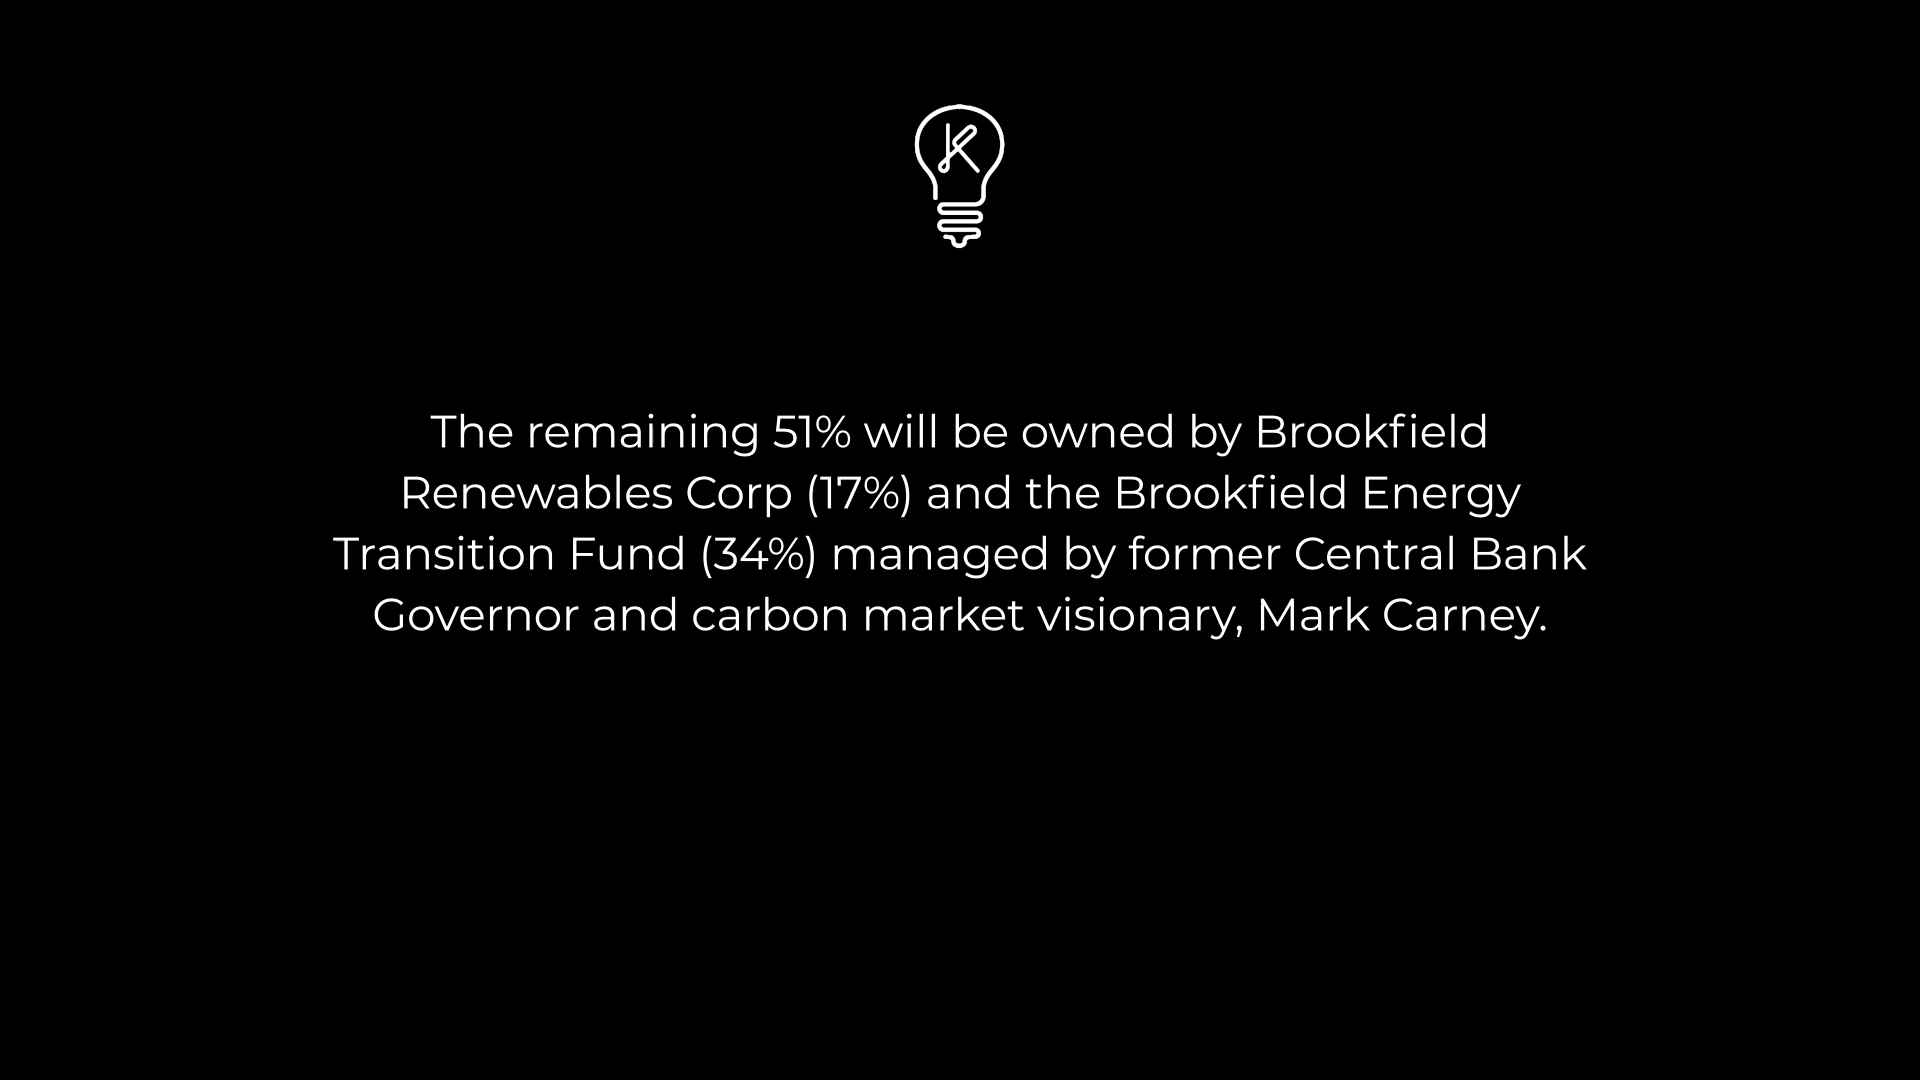 K
The remaining 51% will be owned by Brookfield
Renewables Corp (17%) and the Brookfield Energy
Transition Fund (34%) managed by former Central Bank
Governor and carbon market visionary, Mark Carney.